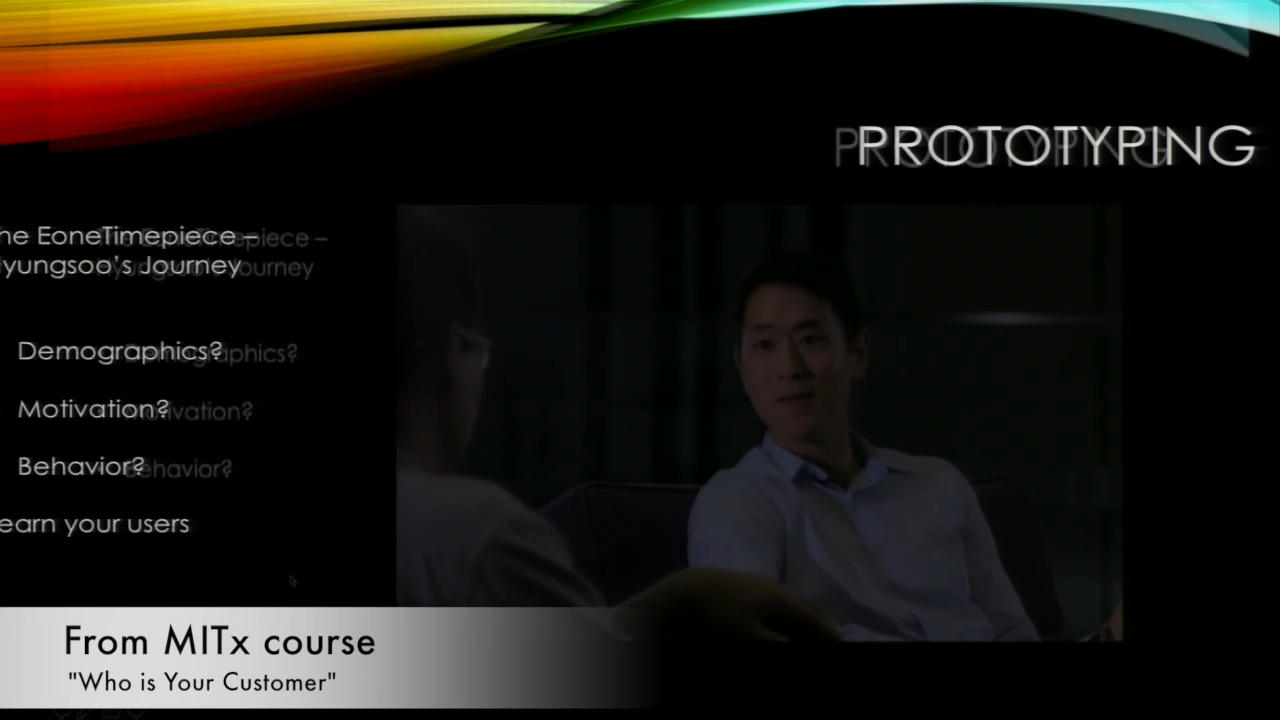 PROTOTYPING
he EoneTimepiece –
yungsoo's Journey
Demographics?
Motivation?
Behavior?
earn your users
From MITx course
"Who is Your Customer"